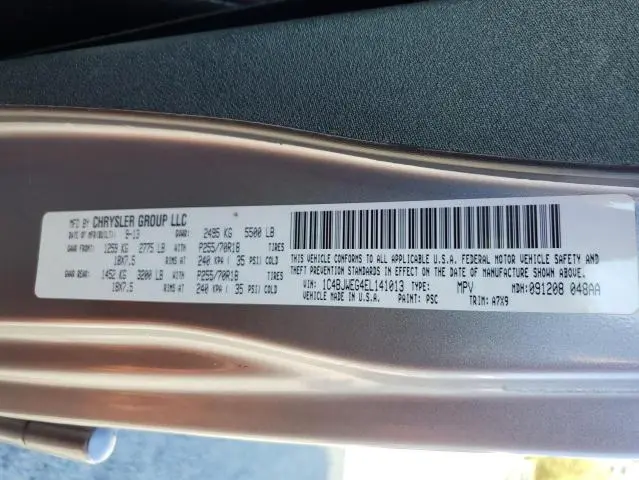 MFD BY CHRYSLER GROUP LLC
DATE OF MFR(BUILT): 9-13 GVWR: 2495 KG 5500 LB
GAWR FRONT: 1259 KG 2775 LB WITH P255/70R18 TIRES
18X7.5 RIMS AT 240 KPA ( 35 PSI) COLD
GAWR REAR: 1452 KG 3200 LB WITH P255/70R18 TIRES
18X7.5 RIMS AT 240 KPA ( 35 PSI) COLD
THIS VEHICLE CONFORMS TO ALL APPLICABLE U.S.A. FEDERAL MOTOR VEHICLE SAFETY AND
THEFT PREVENTION STANDARDS IN EFFECT ON THE DATE OF MANUFACTURE SHOWN ABOVE.
VIN: 1C4BJWEG4EL141013 TYPE: MPV MDH: 091208 048AA
MADE IN U.S.A. PAINT: PSC TRIM: A7X9